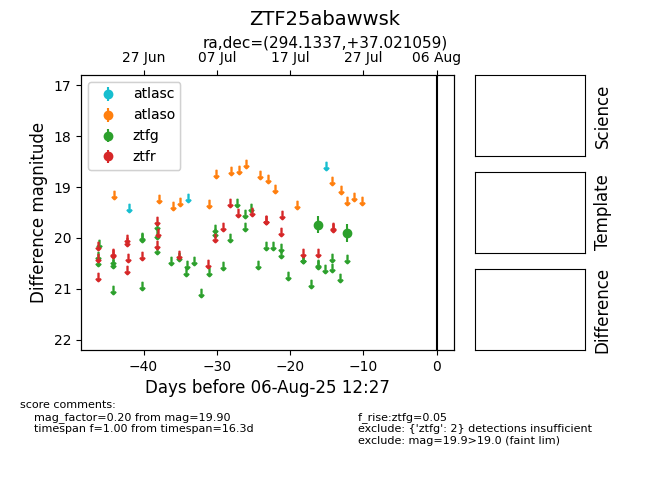 ZTF25abawwsk
ra,dec=(294.1337,+37.021059)
27 Jun 07 Jul 17 Jul 27 Jul 06 Aug
17
18
19
20
21
22
Difference magnitude
atlasc
atlaso
ztfg
ztfr
−40 −30 −20 −10 0
Days before 06-Aug-25 12:27
Science
Template
Difference
score comments:
mag_factor=0.20 from mag=19.90
timespan f=1.00 from timespan=16.3d
f_rise:ztfg=0.05
exclude: {'ztfg': 2} detections insufficient
exclude: mag=19.9>19.0 (faint lim)